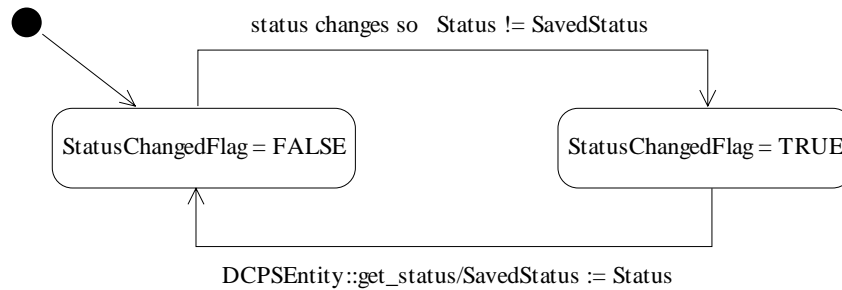 status changes so Status != SavedStatus
StatusChangedFlag = FALSE
StatusChangedFlag = TRUE
DCPSEntity::get_status/SavedStatus := Status